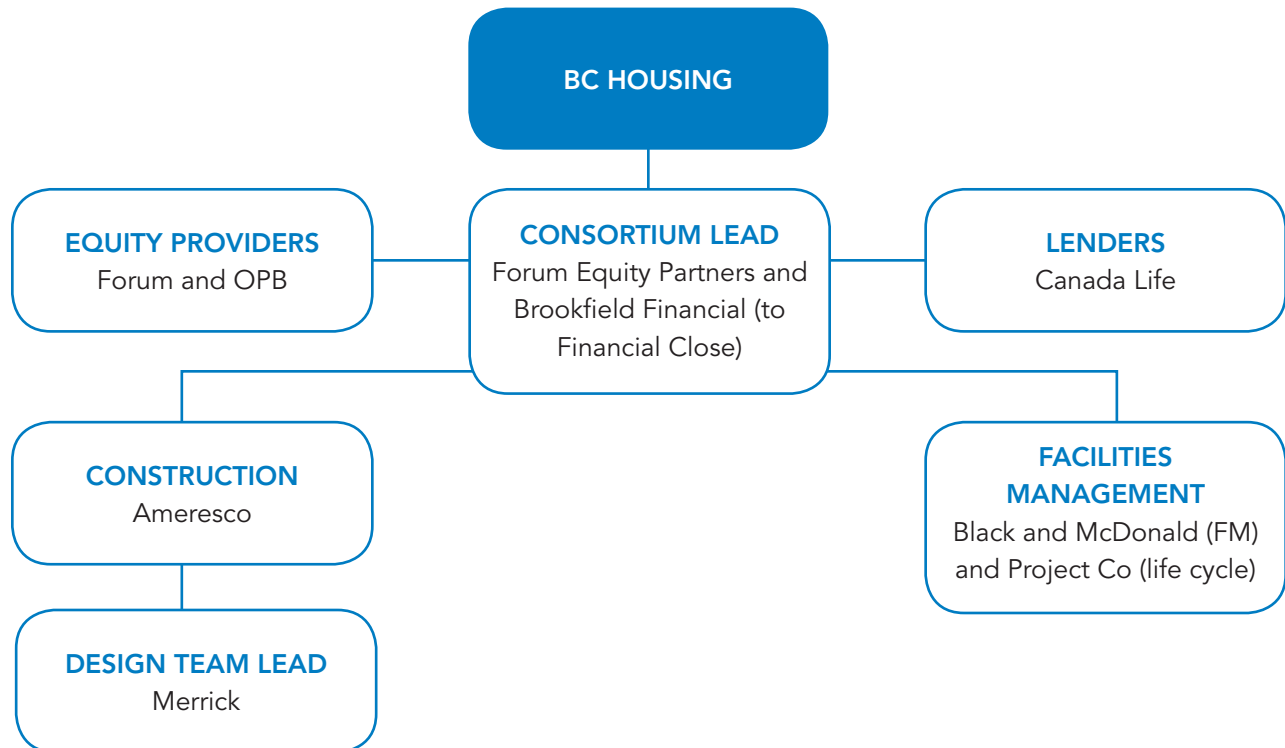 BC HOUSING
EQUITY PROVIDERS
Forum and OPB
CONSORTIUM LEAD
Forum Equity Partners and
Brookfield Financial (to
Financial Close)
LENDERS
Canada Life
CONSTRUCTION
Ameresco
FACILITIES
MANAGEMENT
Black and McDonald (FM)
and Project Co (life cycle)
DESIGN TEAM LEAD
Merrick